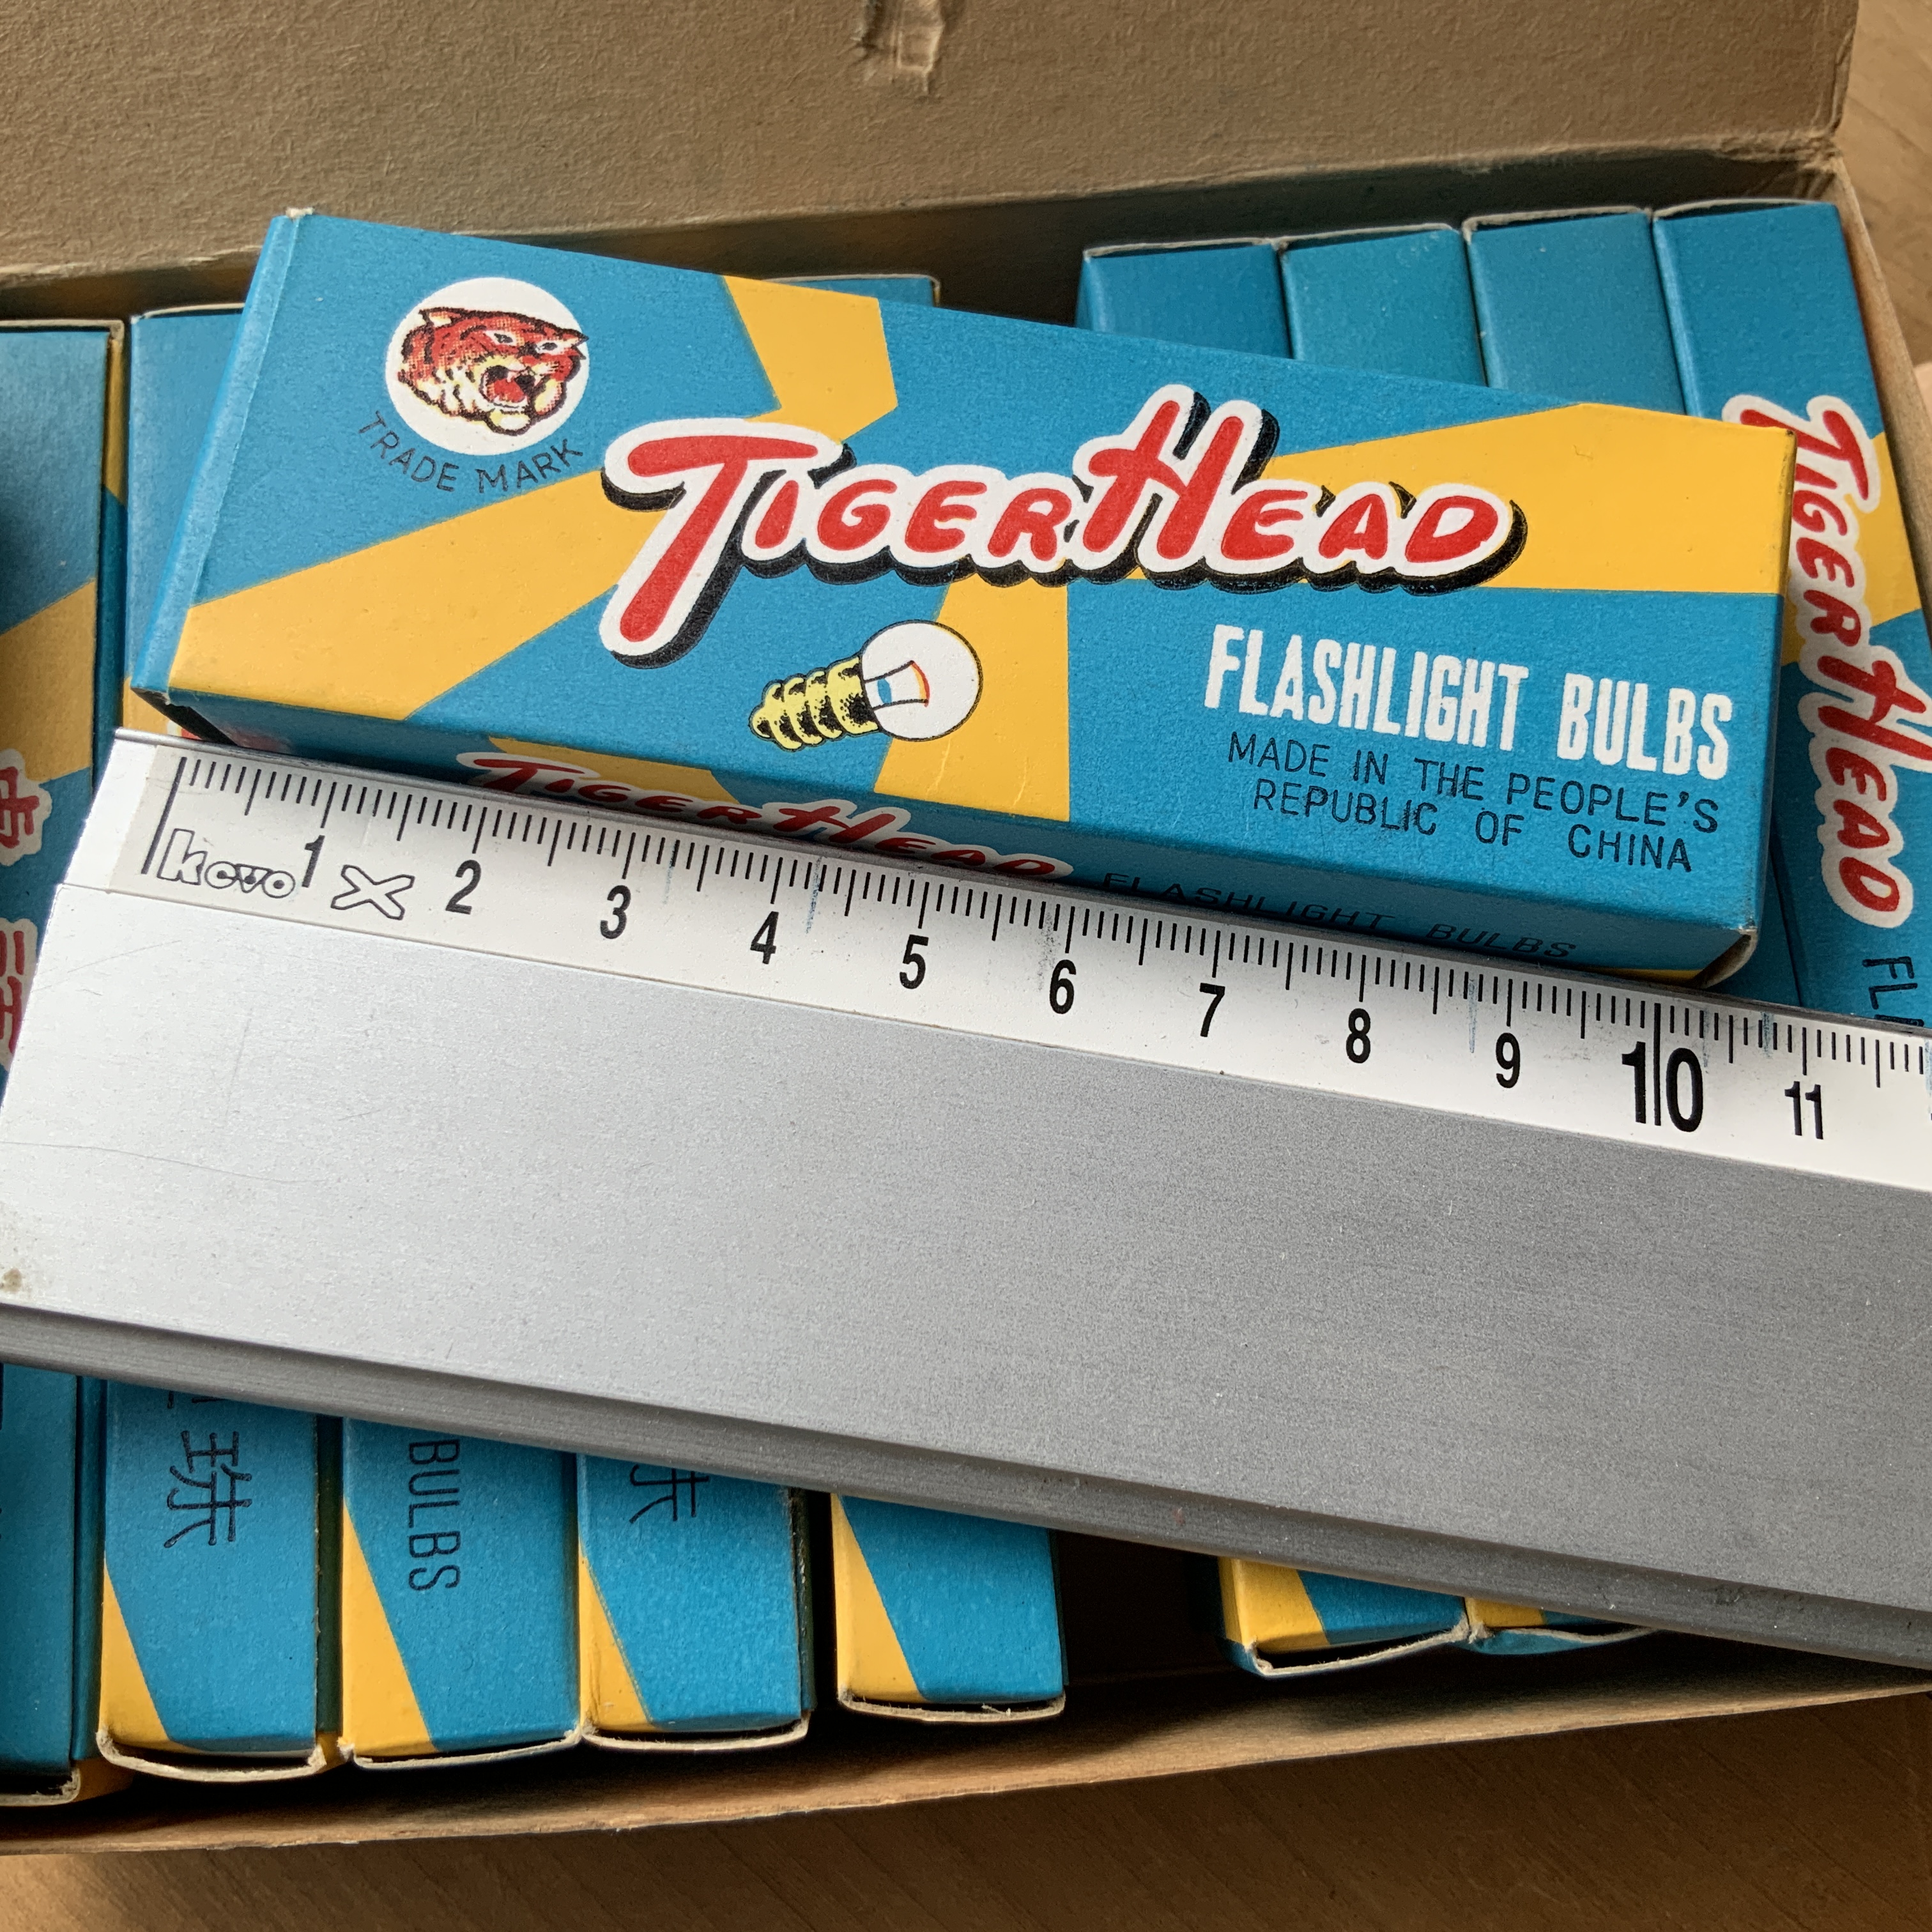 TRADE MARK
TIGERHEAD
FLASHLIGHT BULBS
MADE IN THE PEOPLE'S
REPUBLIC OF CHINA
TIGERHEAD
FLASHLIGHT BULBS
TIGERHEAD
kevox
1 2 3 4 5 6 7 8 9 10 11
BULBS